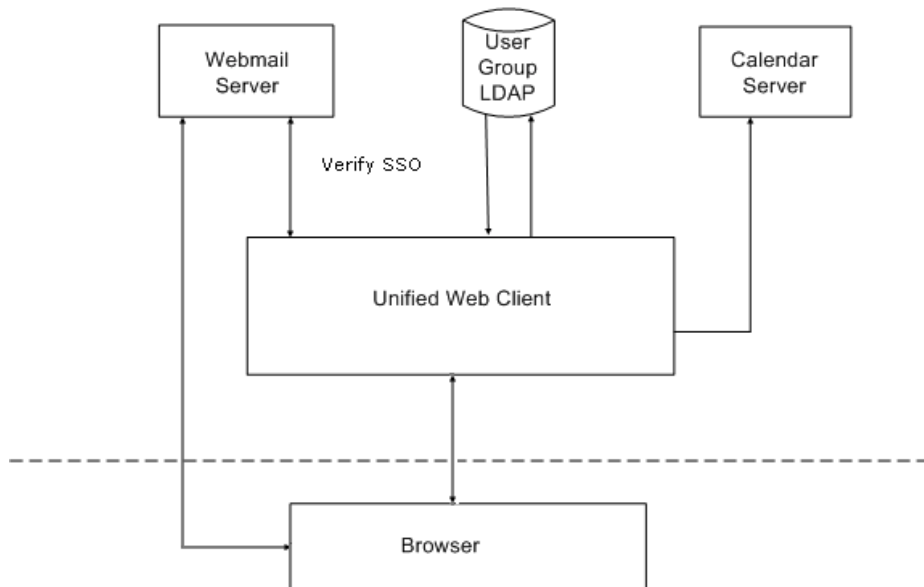 Webmail
Server
User
Group
LDAP
Calendar
Server
Verify SSO
Unified Web Client
Browser